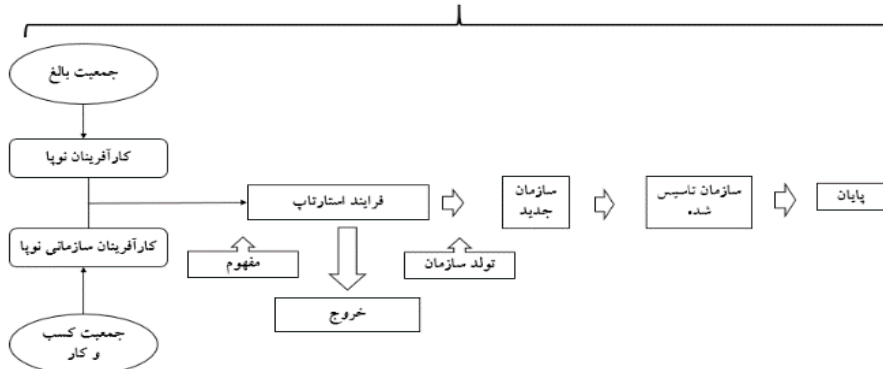 جمعیت بالغ
کارآفرینان نوپا
فرایند استارتاپ
سازمان
جدید
سازمان تاسیس
شده
پایان
کارآفرینان سازمانی نوپا
مفهوم
تولد سازمان
خروج
جمعیت کسب
و کار